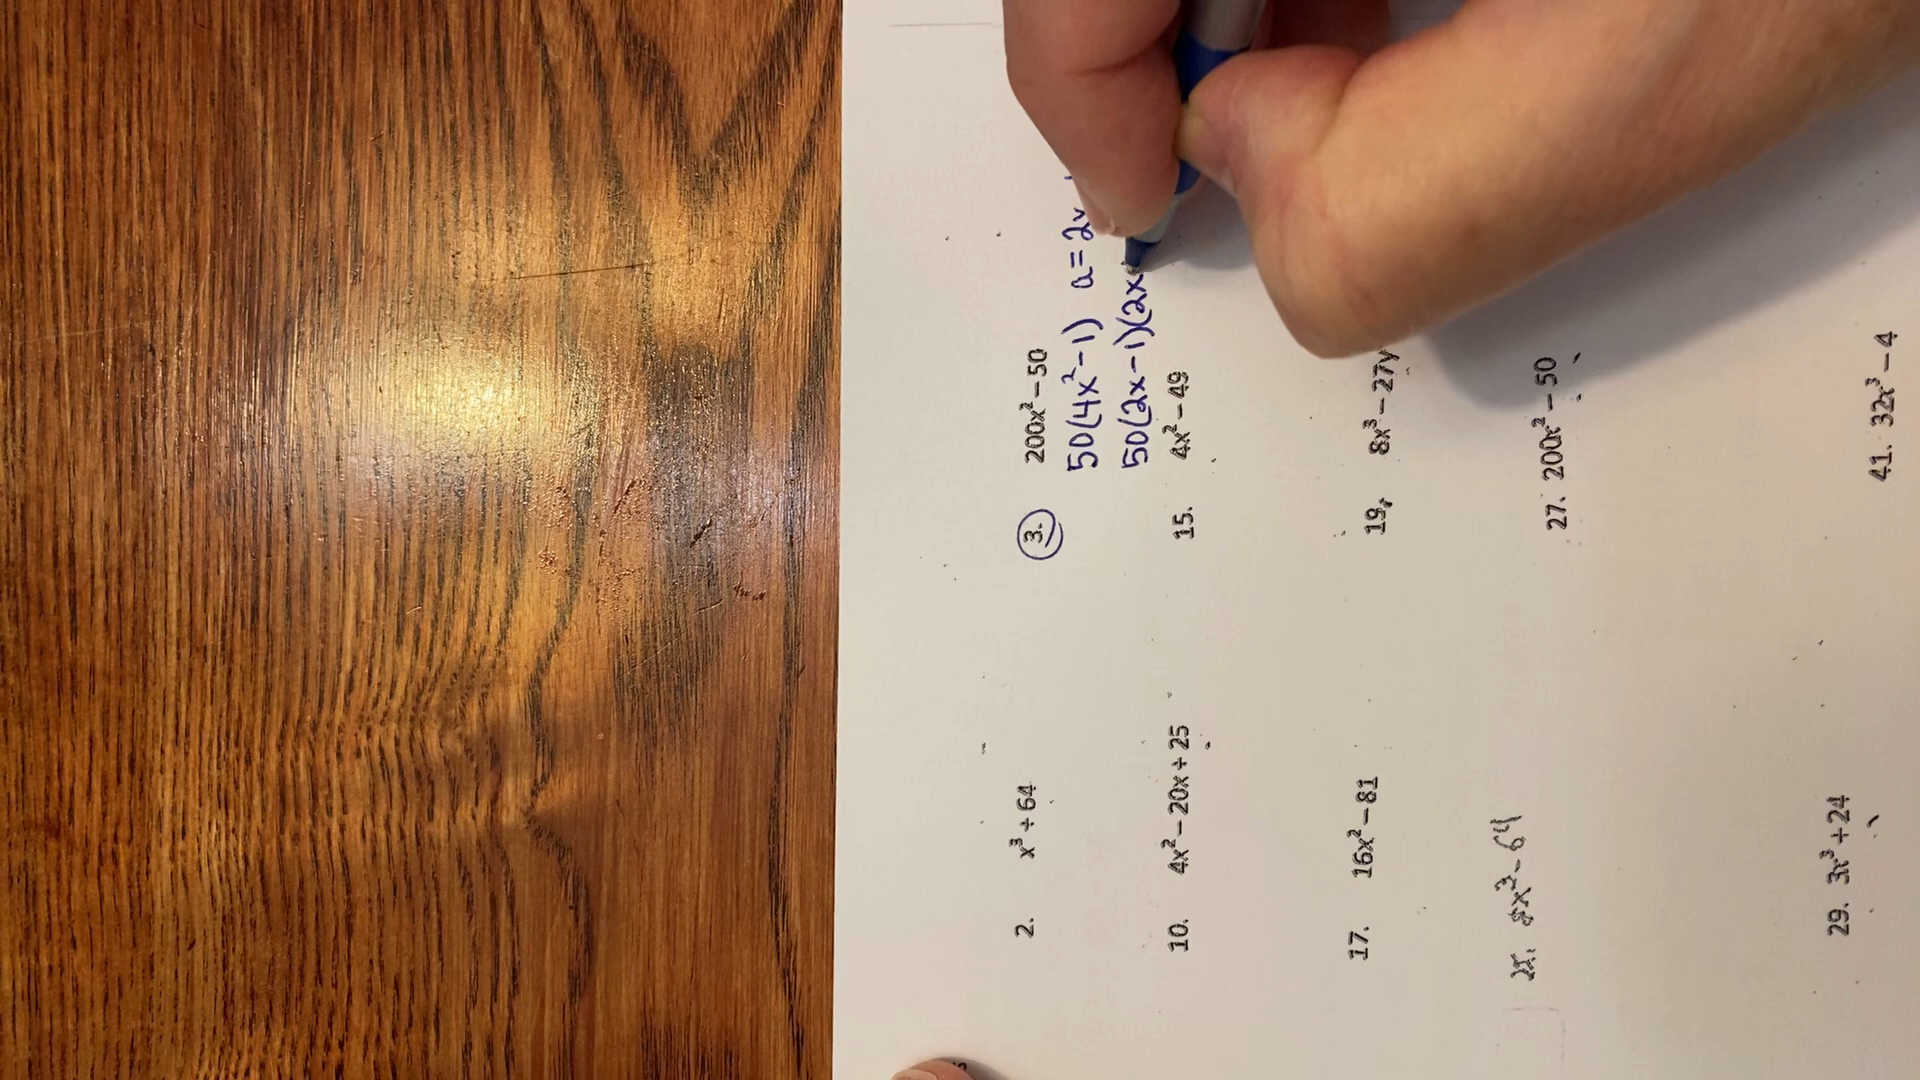 2. x³ + 64
3. 200x² – 50
50(4x² – 1) a = 2x
50(2x – 1)(2x
10. 4x² – 20x + 25
15. 4x² – 49
17. 16x² – 81
19. 8x³ – 27y
8x³ – 64
27. 200x² – 50
29. 3x³ + 24
41. 32x³ – 4